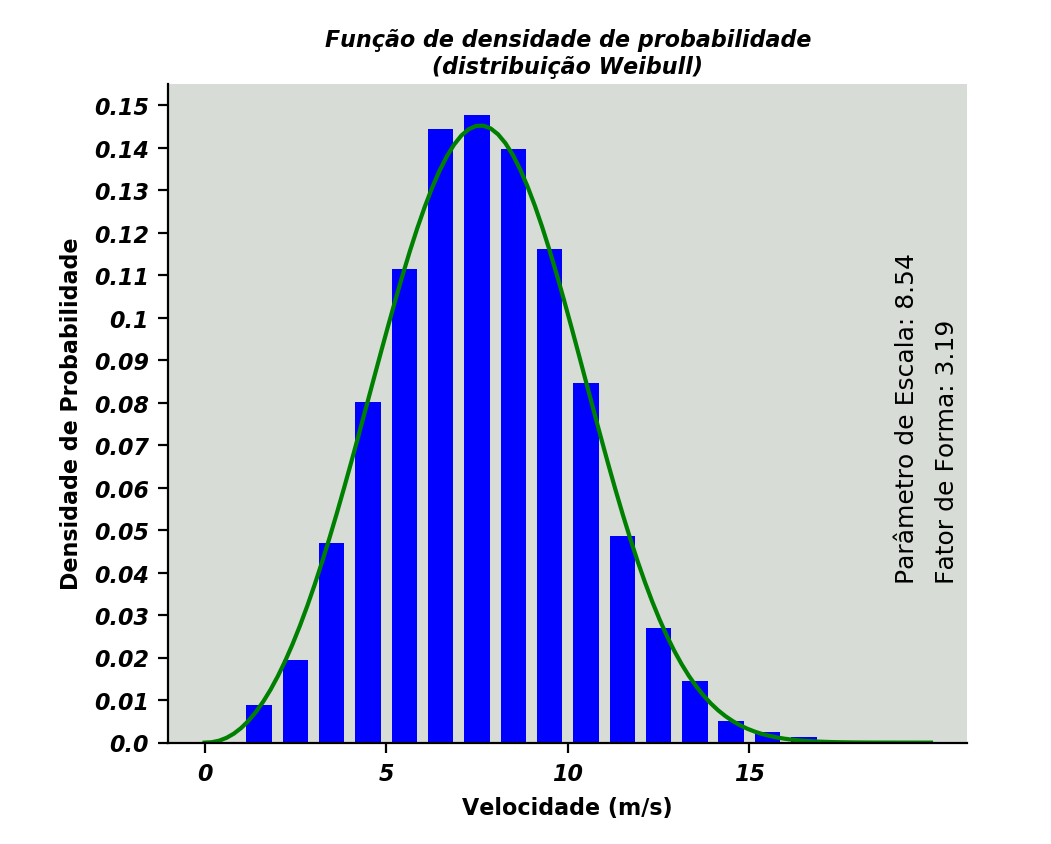 Função de densidade de probabilidade
(distribuição Weibull)
Densidade de Probabilidade
0.15
0.14
0.13
0.12
0.11
0.1
0.09
0.08
0.07
0.06
0.05
0.04
0.03
0.02
0.01
0.0
0 5 10 15
Velocidade (m/s)
Parâmetro de Escala: 8.54
Fator de Forma: 3.19